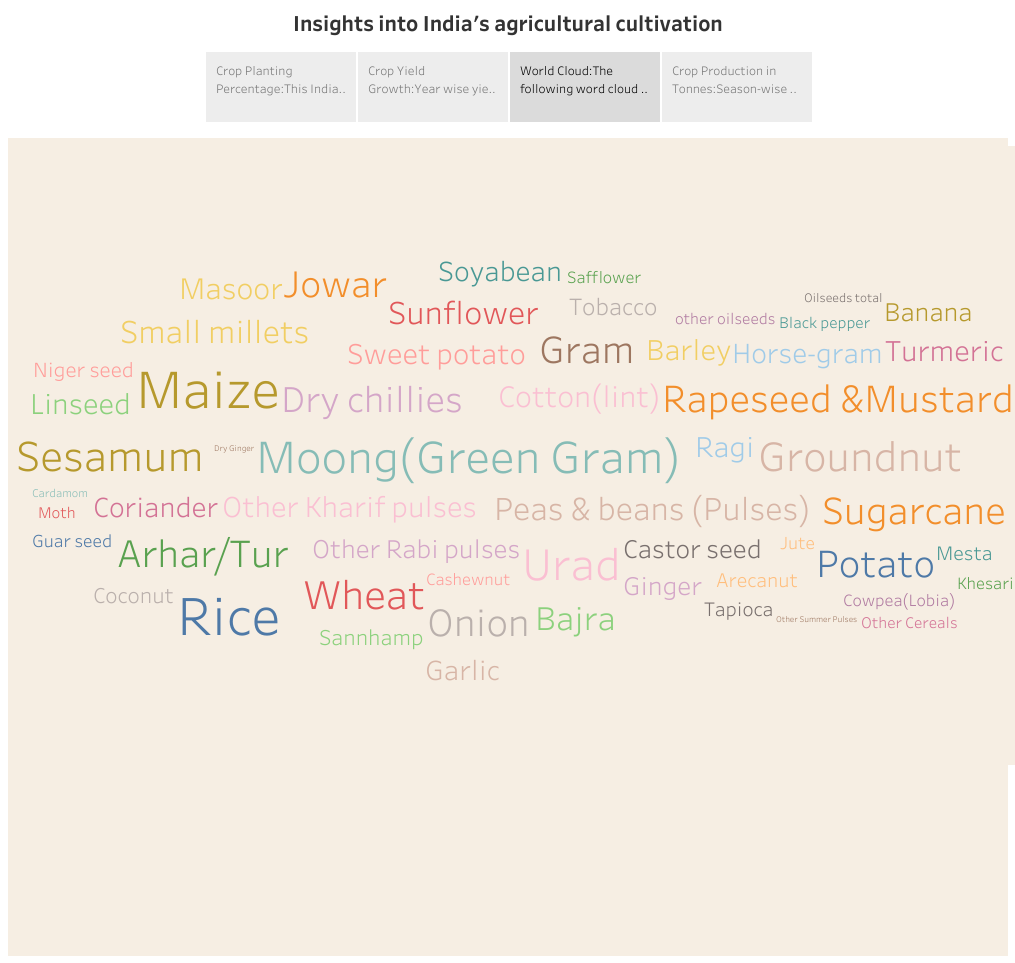 Insights into India's agricultural cultivation
Crop Planting
Percentage:This India..
Crop Yield
Growth:Year wise yie..
World Cloud:The
following word cloud ..
Crop Production in
Tonnes:Season-wise ..
Masoor
Jowar
Soyabean
Safflower
Small millets
Sunflower
Tobacco
Oilseeds total
other oilseeds
Black pepper
Banana
Niger seed
Sweet potato
Gram
Barley
Horse-gram
Turmeric
Linseed
Maize
Dry chillies
Cotton(lint)
Rapeseed &Mustard
Sesamum
Dry Ginger
Moong(Green Gram)
Ragi
Groundnut
Cardamom
Moth
Coriander
Other Kharif pulses
Peas & beans (Pulses)
Sugarcane
Guar seed
Arhar/Tur
Other Rabi pulses
Urad
Castor seed
Jute
Potato
Mesta
Coconut
Rice
Wheat
Cashewnut
Ginger
Arecanut
Khesari
Sannhamp
Onion
Bajra
Tapioca
Other Summer Pulses
Cowpea(Lobia)
Other Cereals
Garlic